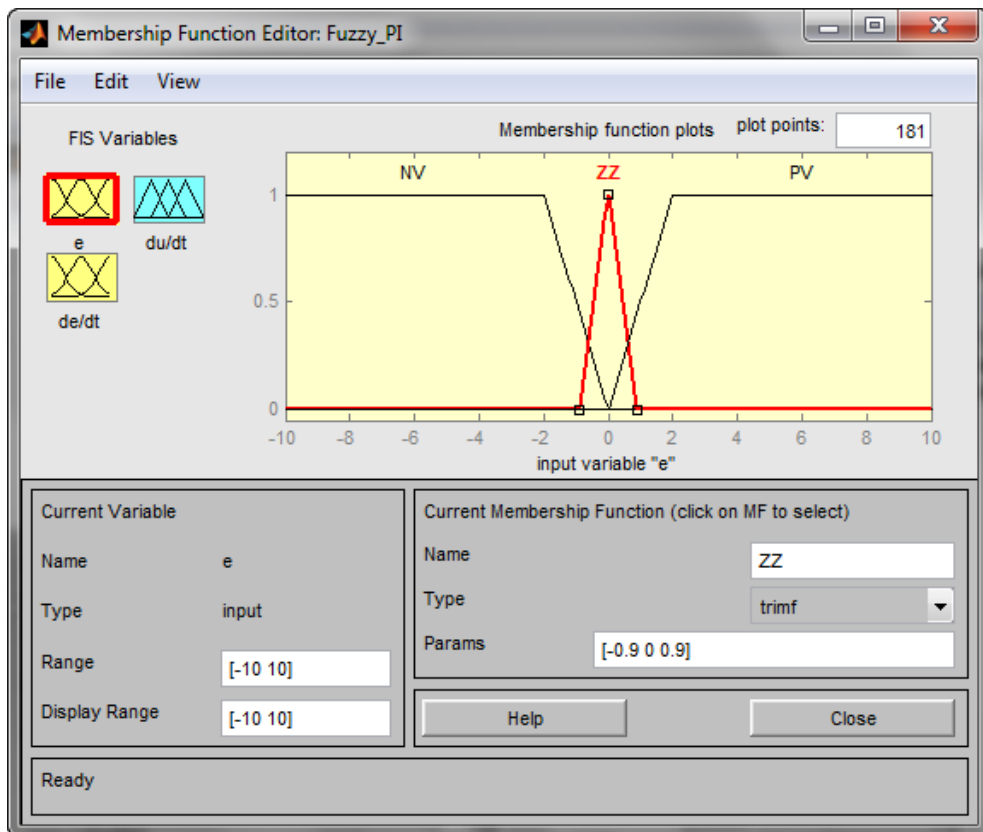 Membership Function Editor: Fuzzy_PI
File Edit View
FIS Variables
Membership function plots plot points: 181
e
du/dt
de/dt
NV ZZ PV
1
0.5
0
-10 -8 -6 -4 -2 0 2 4 6 8 10
input variable "e"
Current Variable
Name e
Type input
Range [-10 10]
Display Range [-10 10]
Current Membership Function (click on MF to select)
Name ZZ
Type trimf
Params [-0.9 0 0.9]
Help Close
Ready